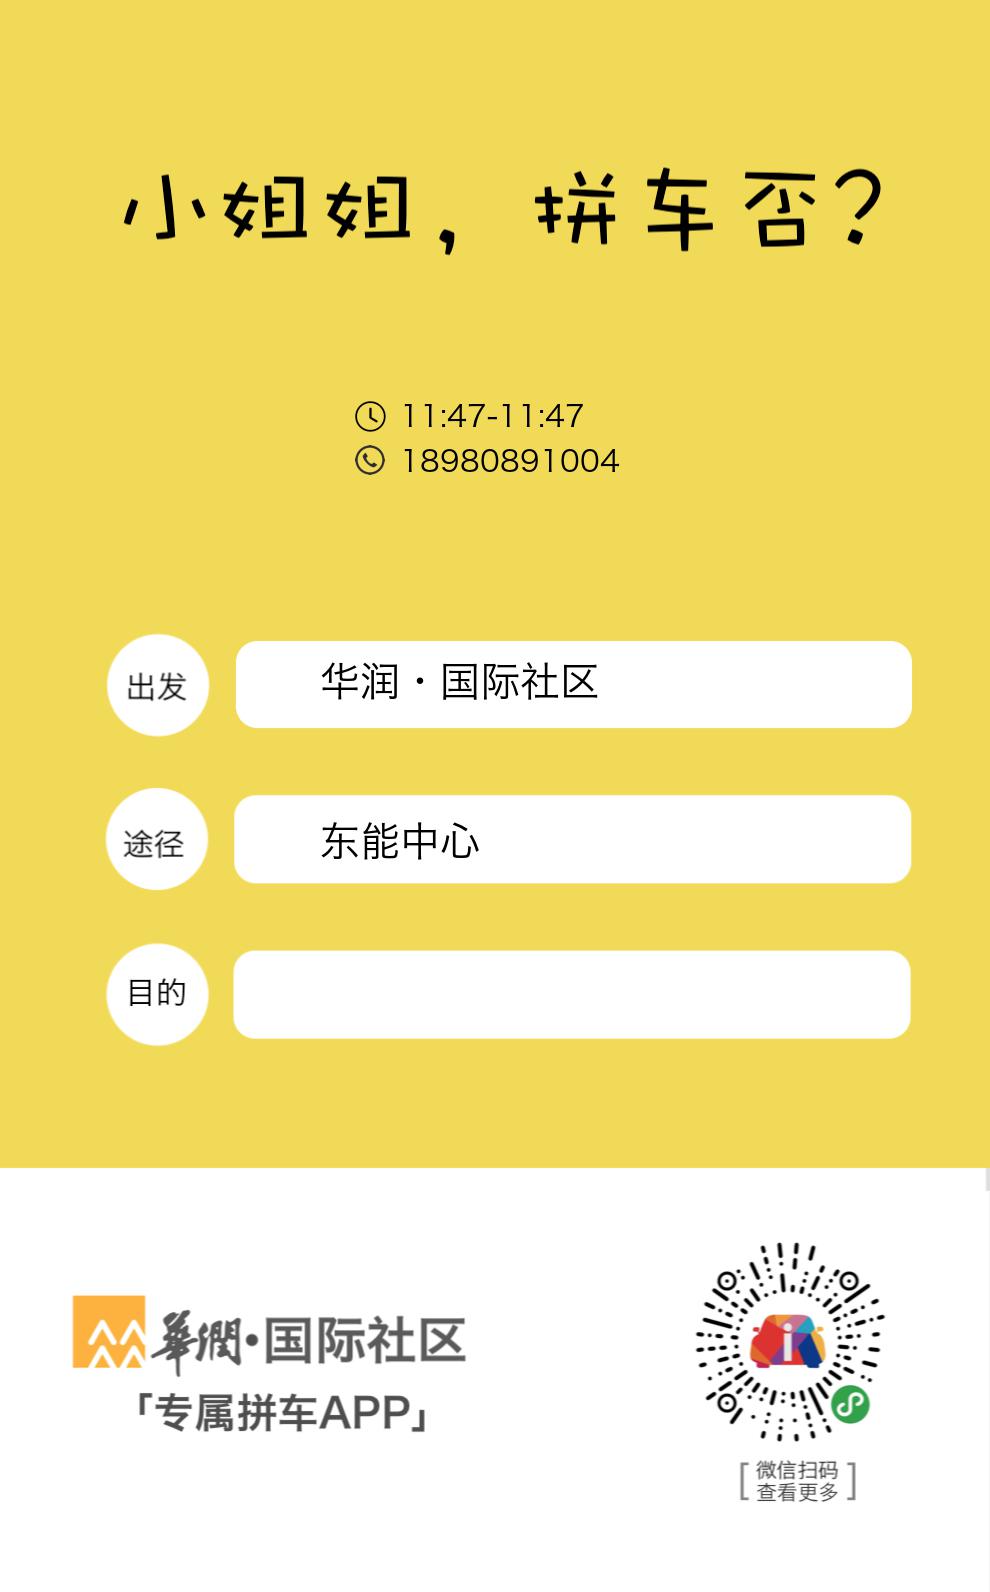 小姐姐，拼车否?
11:47-11:47
18980891004
出发
华润·国际社区
途径
东能中心
目的
華潤·国际社区
「专属拼车APP」
微信扫码
查看更多